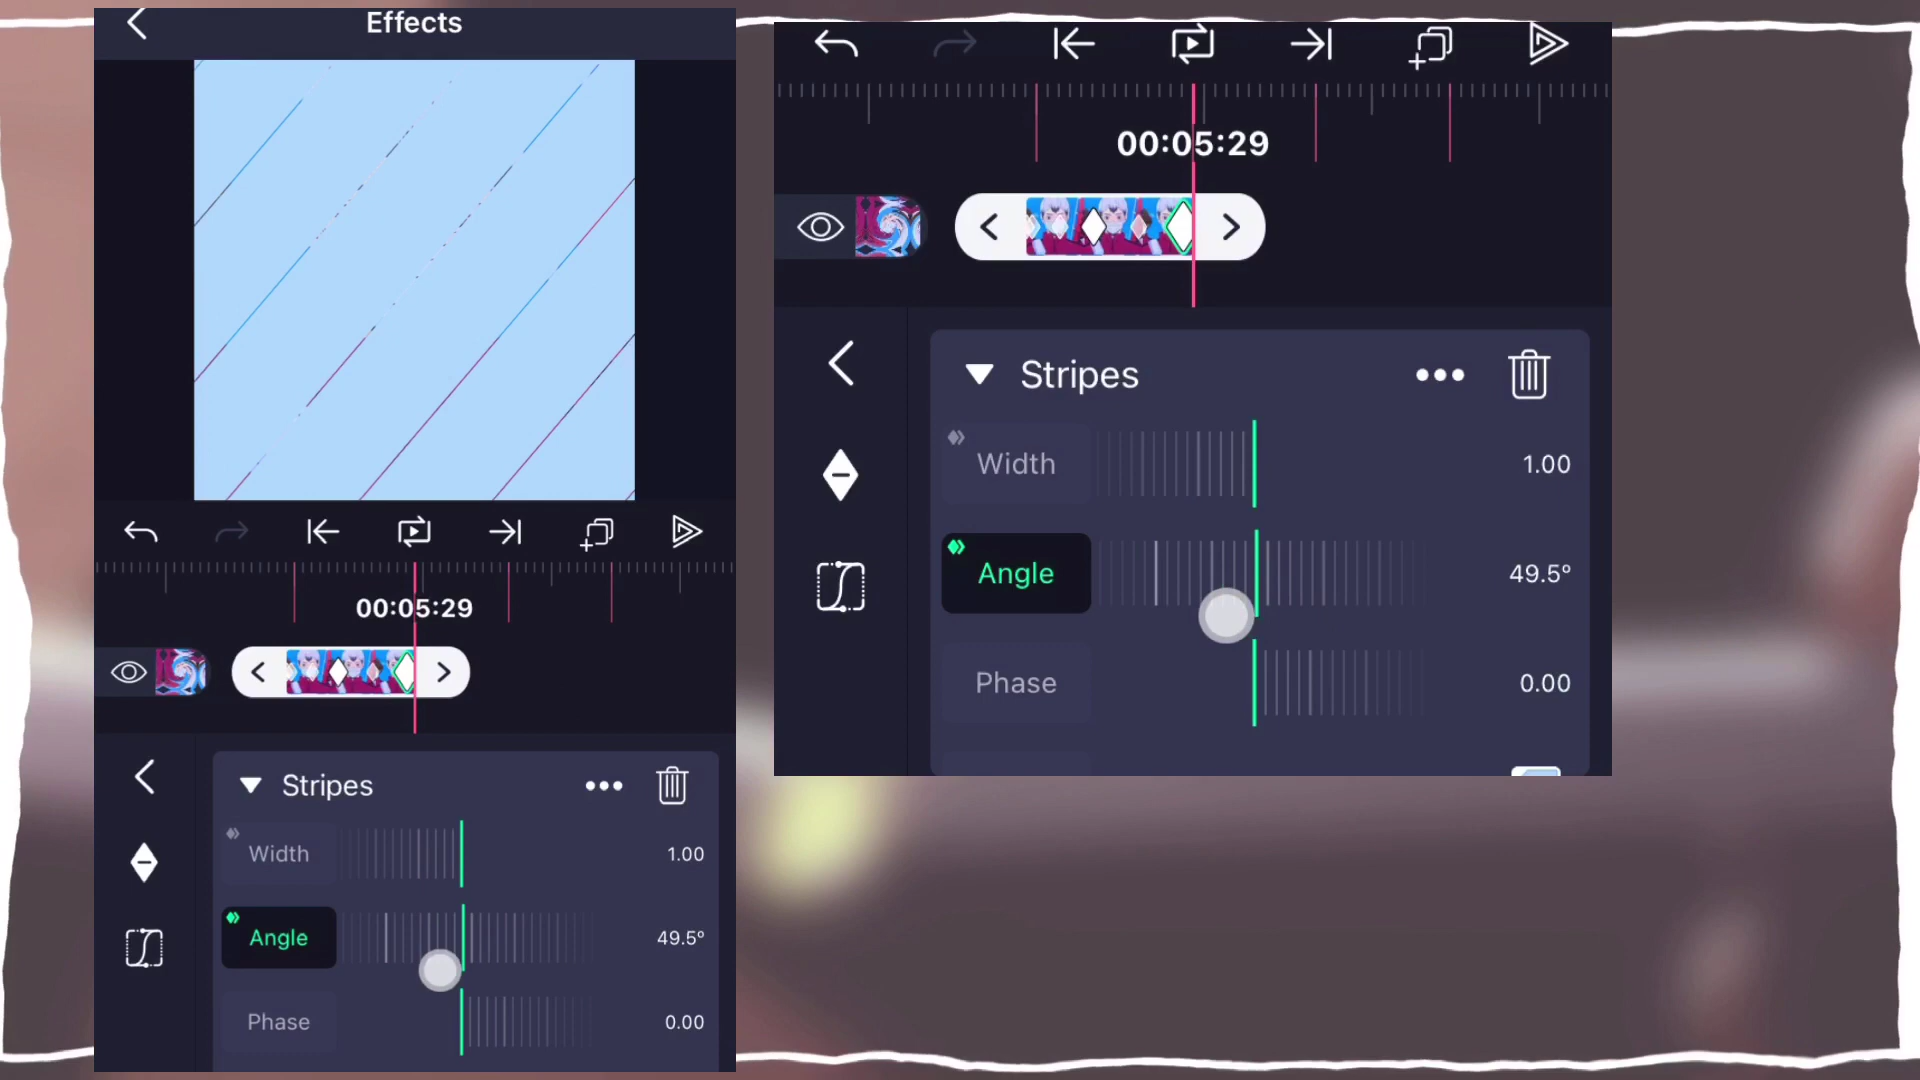 Effects
00:05:29
Stripes
Width 1.00
Angle 49.5°
Phase 0.00
00:05:29
Stripes
Width 1.00
Angle 49.5°
Phase 0.00